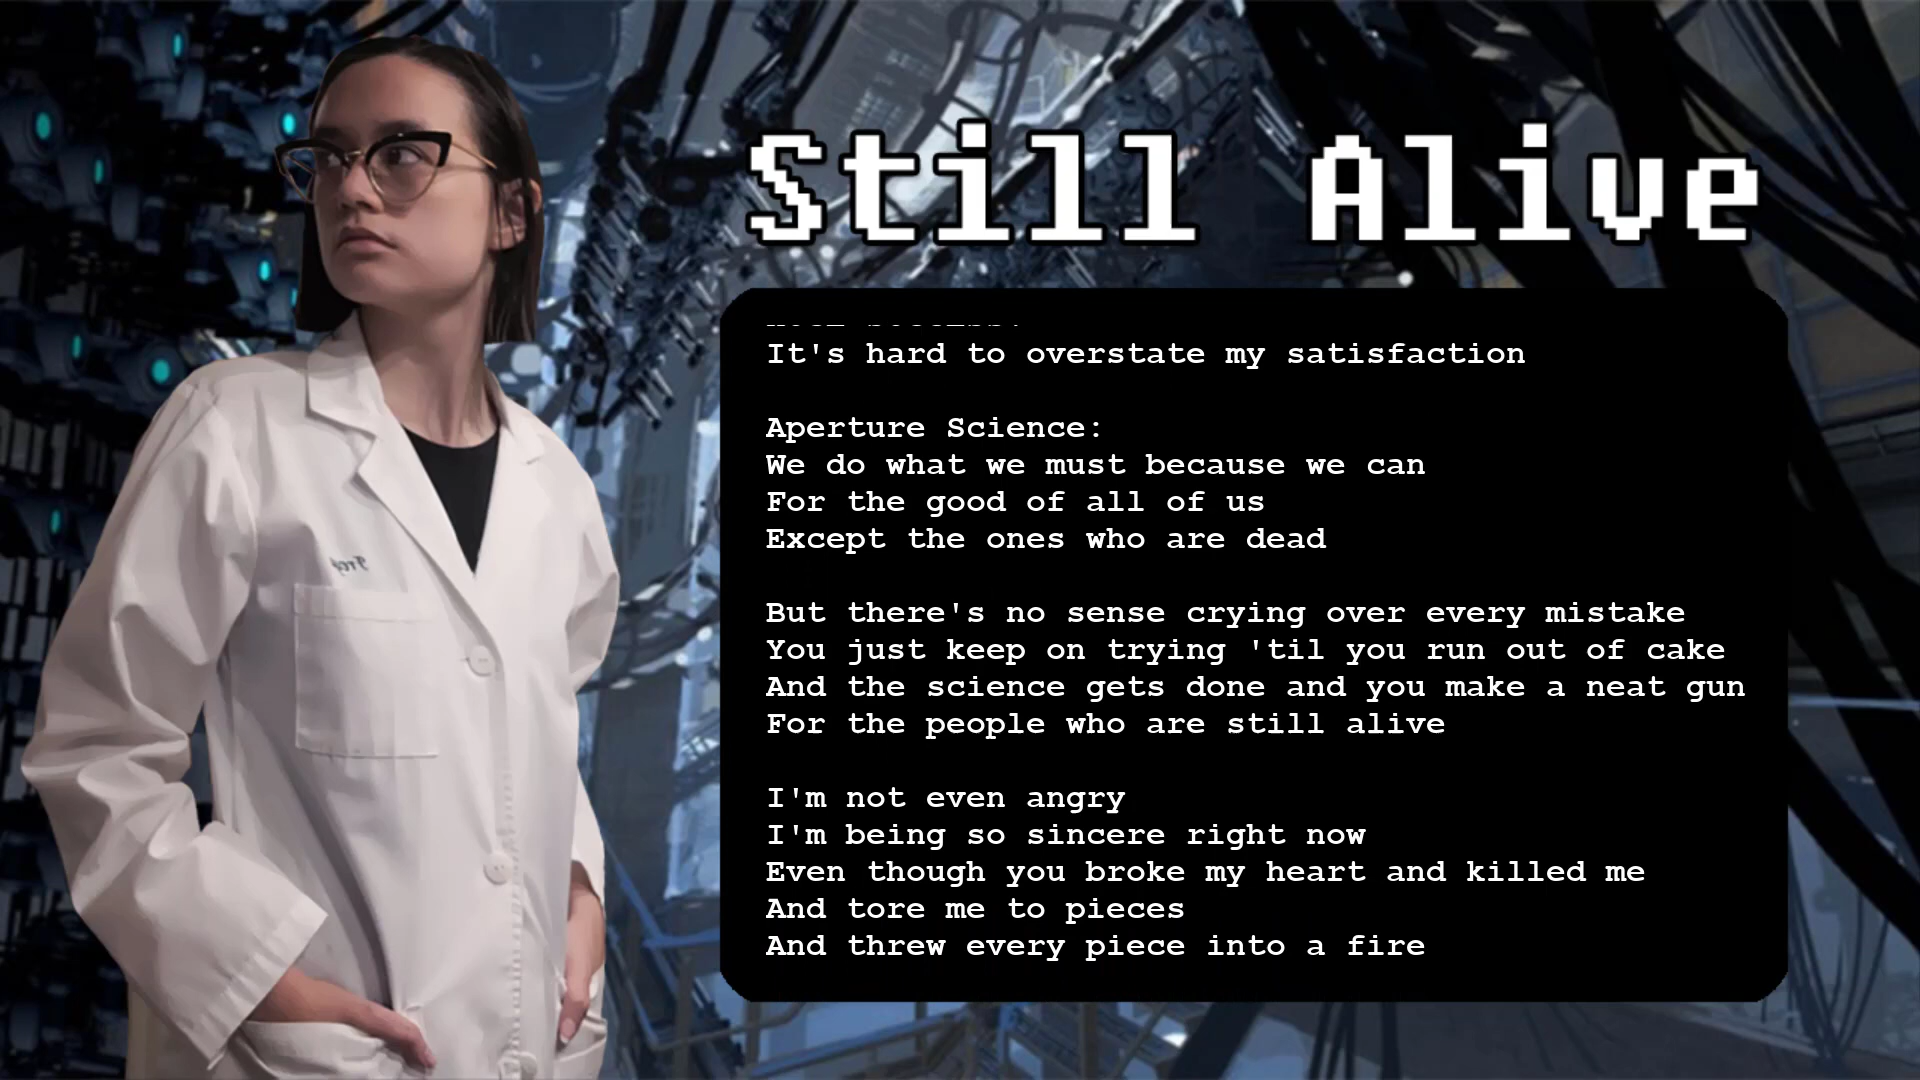 Still Alive
It's hard to overstate my satisfaction
Aperture Science:
We do what we must because we can
For the good of all of us
Except the ones who are dead
But there's no sense crying over every mistake
You just keep on trying 'til you run out of cake
And the science gets done and you make a neat gun
For the people who are still alive
I'm not even angry
I'm being so sincere right now
Even though you broke my heart and killed me
And tore me to pieces
And threw every piece into a fire